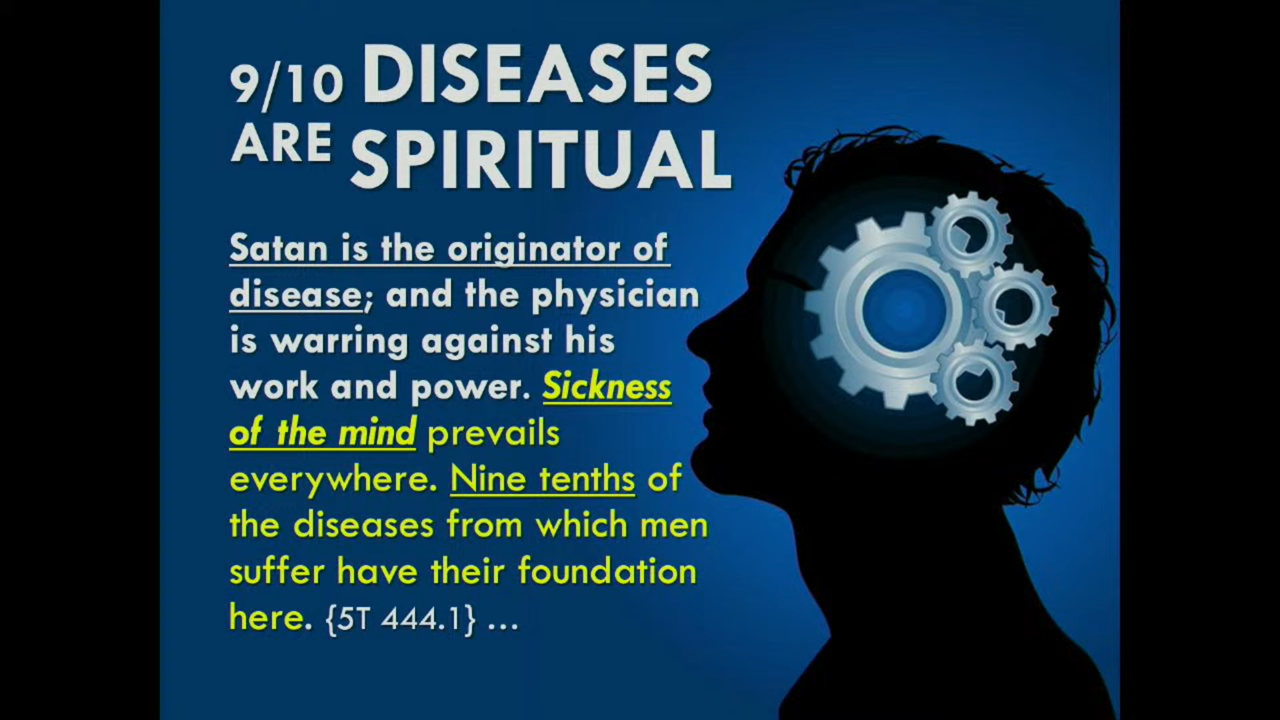 9/10 DISEASES
ARE SPIRITUAL
Satan is the originator of
disease; and the physician
is warring against his
work and power. Sickness
of the mind prevails
everywhere. Nine tenths of
the diseases from which men
suffer have their foundation
here. {5T 444.1} ...